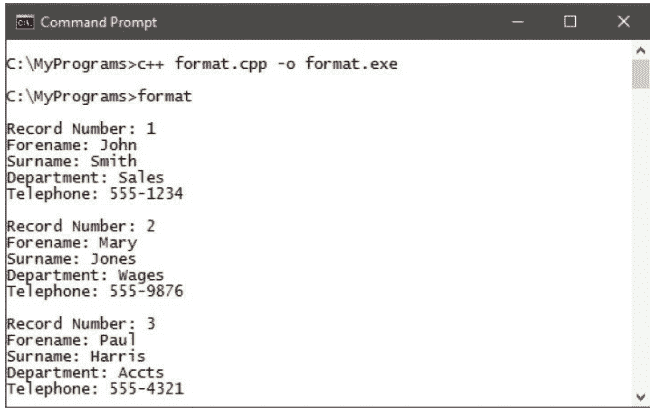 Command Prompt
C:\MyPrograms>c++ format.cpp -o format.exe
C:\MyPrograms>format
Record Number: 1
Forename: John
Surname: Smith
Department: Sales
Telephone: 555-1234
Record Number: 2
Forename: Mary
Surname: Jones
Department: Wages
Telephone: 555-9876
Record Number: 3
Forename: Paul
Surname: Harris
Department: Accts
Telephone: 555-4321